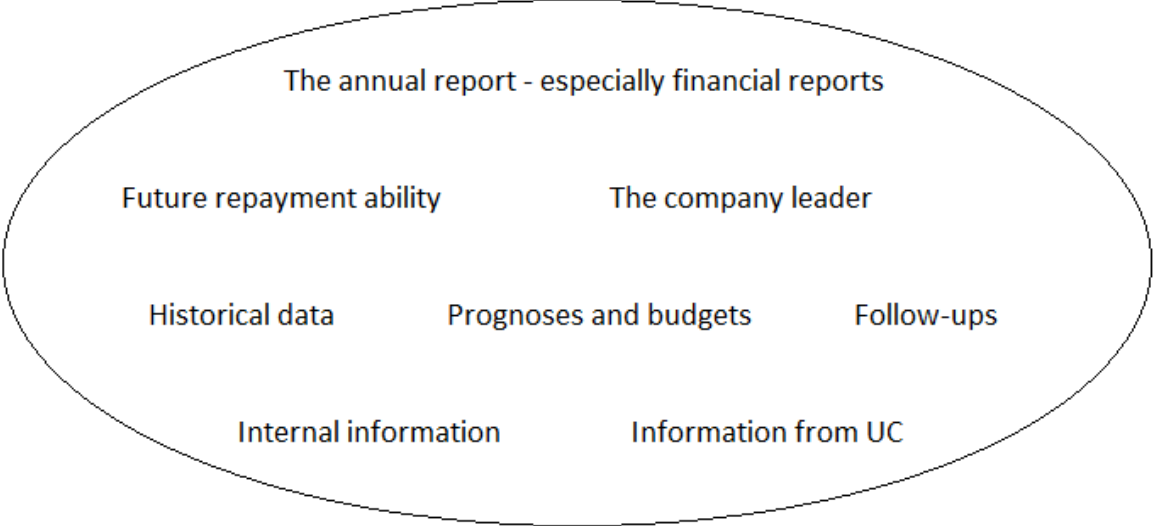 The annual report - especially financial reports
Future repayment ability The company leader
Historical data Prognoses and budgets Follow-ups
Internal information Information from UC